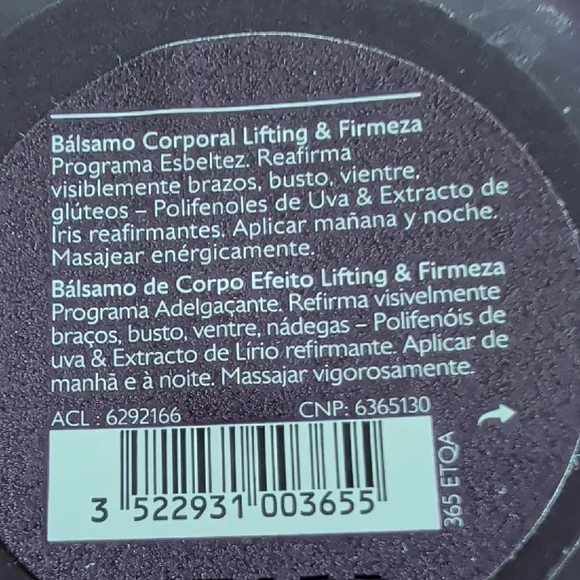 Bálsamo Corporal Lifting & Firmeza
Programa Esbeltez. Reafirma
visiblemente brazos, busto, vientre,
glúteos – Polifenoles de Uva & Extracto de
Iris reafirmantes. Aplicar mañana y noche.
Masajear enérgicamente.
Bálsamo de Corpo Efeito Lifting & Firmeza
Programa Adelgaçante. Refirma visivelmente
braços, busto, ventre, nádegas – Polifenóis de
uva & Extracto de Lírio refirmante. Aplicar de
manhã e à noite. Massajar vigorosamente.
ACL : 6292166 CNP: 6365130
3 522931 003655
365 ETQA